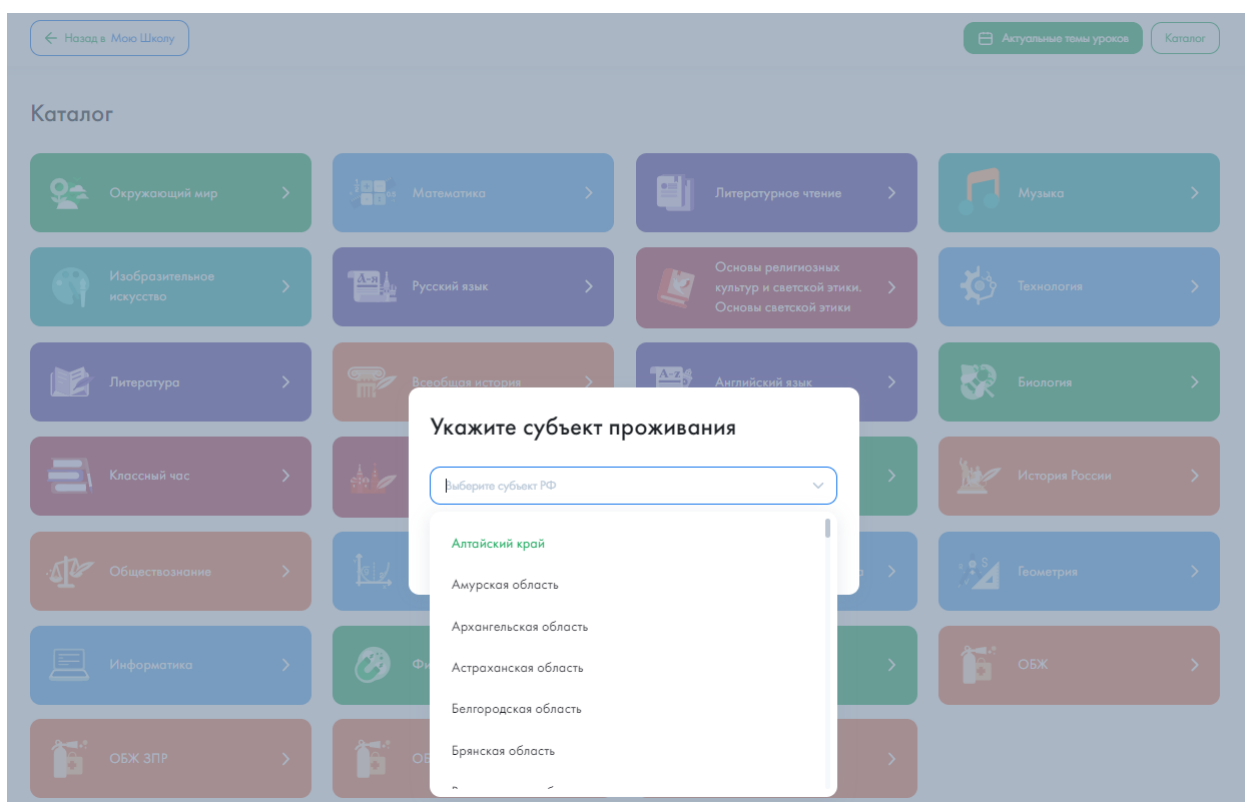 ← Назад в Мою Школу
Актуальные темы уроков
Каталог
Каталог
Окружающий мир
Математика
Литературное чтение
Музыка
Изобразительное
искусство
Русский язык
Основы религиозных
культур и светской этики.
Основы светской этики
Технология
Литература
Всеобщая история
Английский язык
Биология
Классный час
История России
Обществознание
Геометрия
Информатика
ОБЖ
ОБЖ ЗПР
Укажите субъект проживания
Выберите субъект РФ
Алтайский край
Амурская область
Архангельская область
Астраханская область
Белгородская область
Брянская область